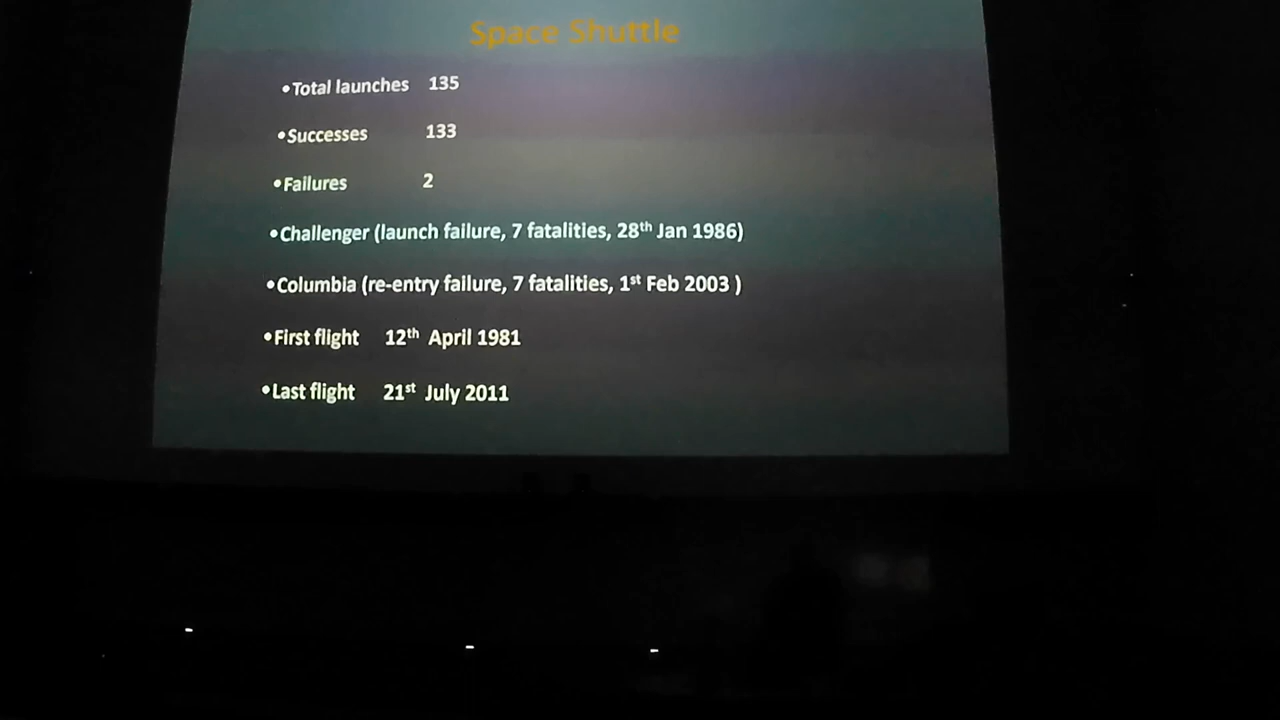 Space Shuttle
•Total launches 135
•Successes 133
•Failures 2
•Challenger (launch failure, 7 fatalities, 28th Jan 1986)
•Columbia (re-entry failure, 7 fatalities, 1st Feb 2003 )
•First flight 12th April 1981
•Last flight 21st July 2011